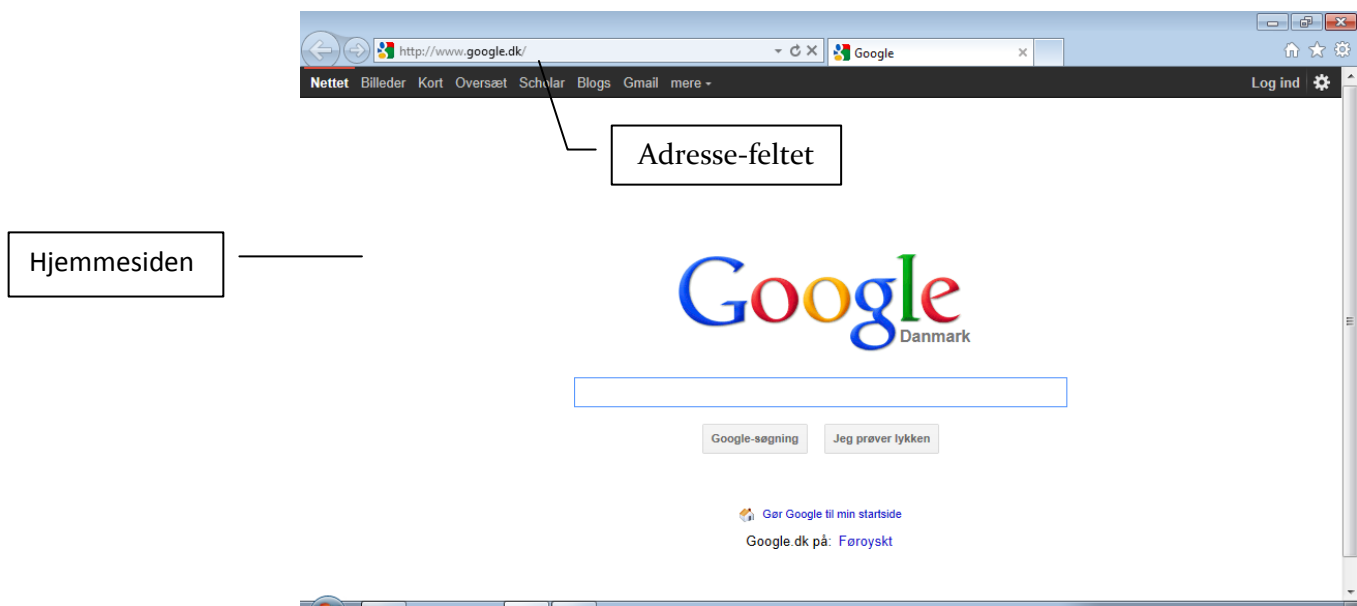 http://www.google.dk/
Google
Nettet Billeder Kort Oversæt Scholar Blogs Gmail mere
Log ind
Adresse-feltet
Hjemmesiden
Google
Danmark
Google-søgning Jeg prøver lykken
Gør Google til min startside
Google.dk på: Føroyskt